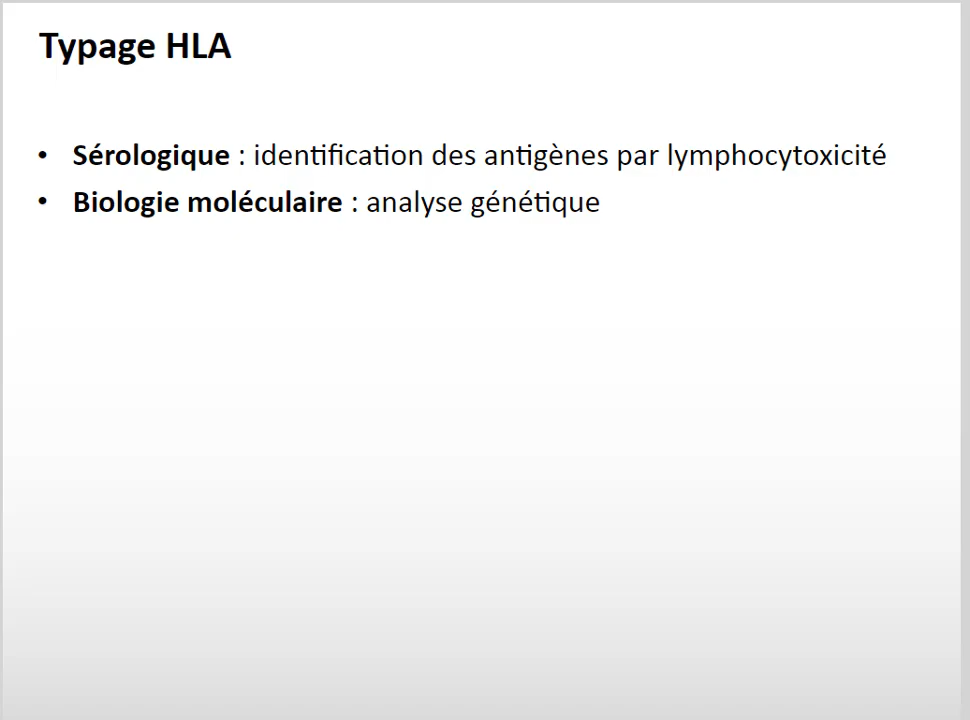 Typage HLA
• Sérologique : identification des antigènes par lymphocytoxicité
• Biologie moléculaire : analyse génétique